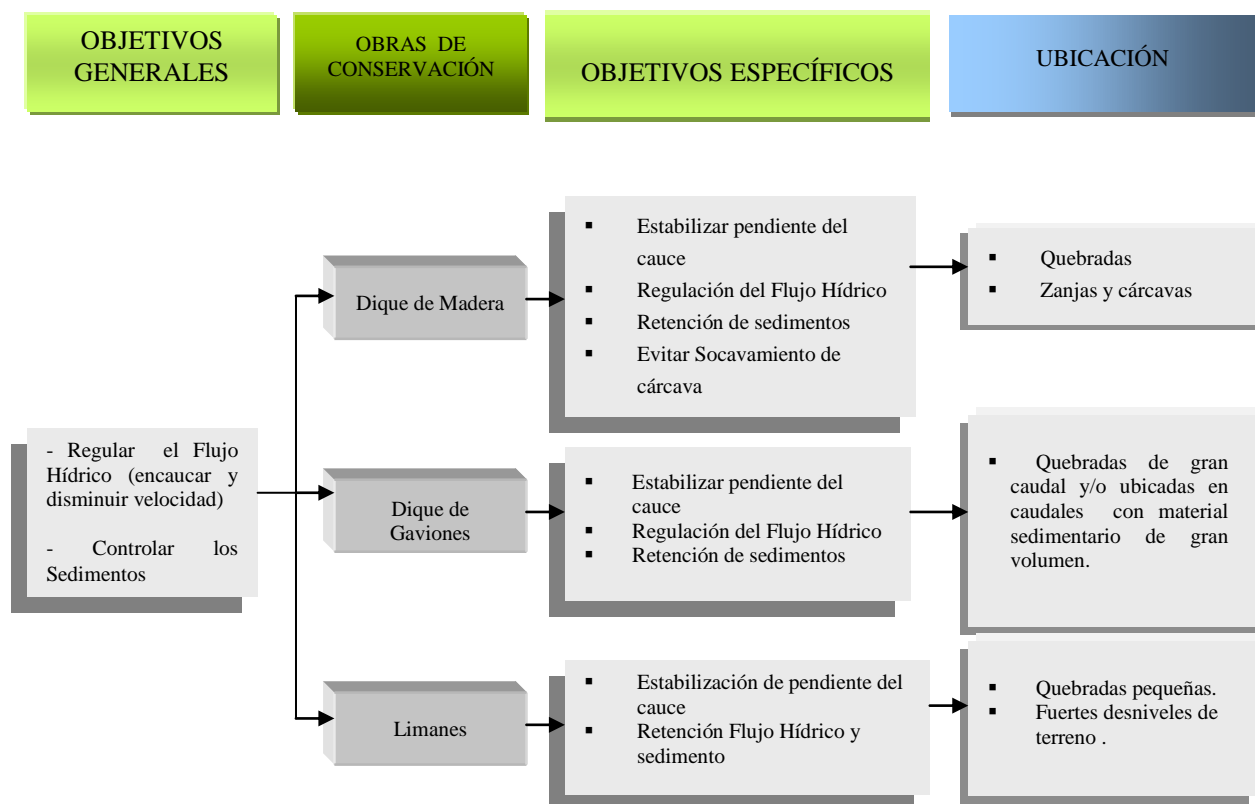 OBJETIVOS
GENERALES
OBRAS DE
CONSERVACIÓN
OBJETIVOS ESPECÍFICOS
UBICACIÓN
- Regular el Flujo
Hídrico (encaucar y
disminuir velocidad)
- Controlar los
Sedimentos
Dique de Madera
▪ Estabilizar pendiente del
cauce
▪ Regulación del Flujo Hídrico
▪ Retención de sedimentos
▪ Evitar Socavamiento de
cárcava
▪ Quebradas
▪ Zanjas y cárcavas
Dique de
Gaviones
▪ Estabilizar pendiente del
cauce
▪ Regulación del Flujo Hídrico
▪ Retención de sedimentos
▪ Quebradas de gran
caudal y/o ubicadas en
caudales con material
sedimentario de gran
volumen.
Limanes
▪ Estabilización de pendiente del
cauce
▪ Retención Flujo Hídrico y
sedimento
▪ Quebradas pequeñas.
▪ Fuertes desniveles de
terreno .